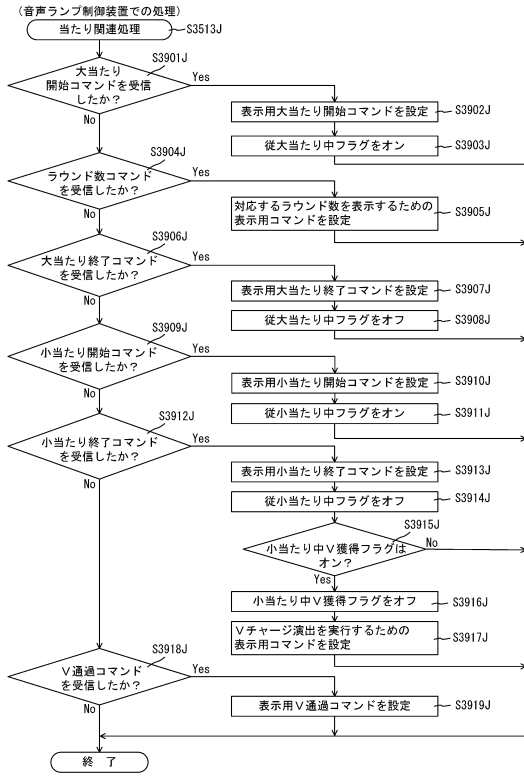 （音声ランプ制御装置での処理）
当たり関連処理
S3513J
S3901J
大当たり
開始コマンドを受信
したか？
Yes
No
表示用大当たり開始コマンドを設定
S3902J
従大当たり中フラグをオン
S3903J
S3904J
ラウンド数コマンド
を受信したか？
Yes
No
対応するラウンド数を表示するための
表示用コマンドを設定
S3905J
S3906J
大当たり終了コマンド
を受信したか？
Yes
No
表示用大当たり終了コマンドを設定
S3907J
従大当たり中フラグをオフ
S3908J
S3909J
小当たり開始コマンド
を受信したか？
Yes
No
表示用小当たり開始コマンドを設定
S3910J
従小当たり中フラグをオン
S3911J
S3912J
小当たり終了コマンド
を受信したか？
Yes
No
表示用小当たり終了コマンドを設定
S3913J
従小当たり中フラグをオフ
S3914J
S3915J
小当たり中Ｖ獲得フラグは
オン？
No
Yes
小当たり中Ｖ獲得フラグをオフ
S3916J
Ｖチャージ演出を実行するための
表示用コマンドを設定
S3917J
S3918J
Ｖ通過コマンド
を受信したか？
Yes
No
表示用Ｖ通過コマンドを設定
S3919J
終 了